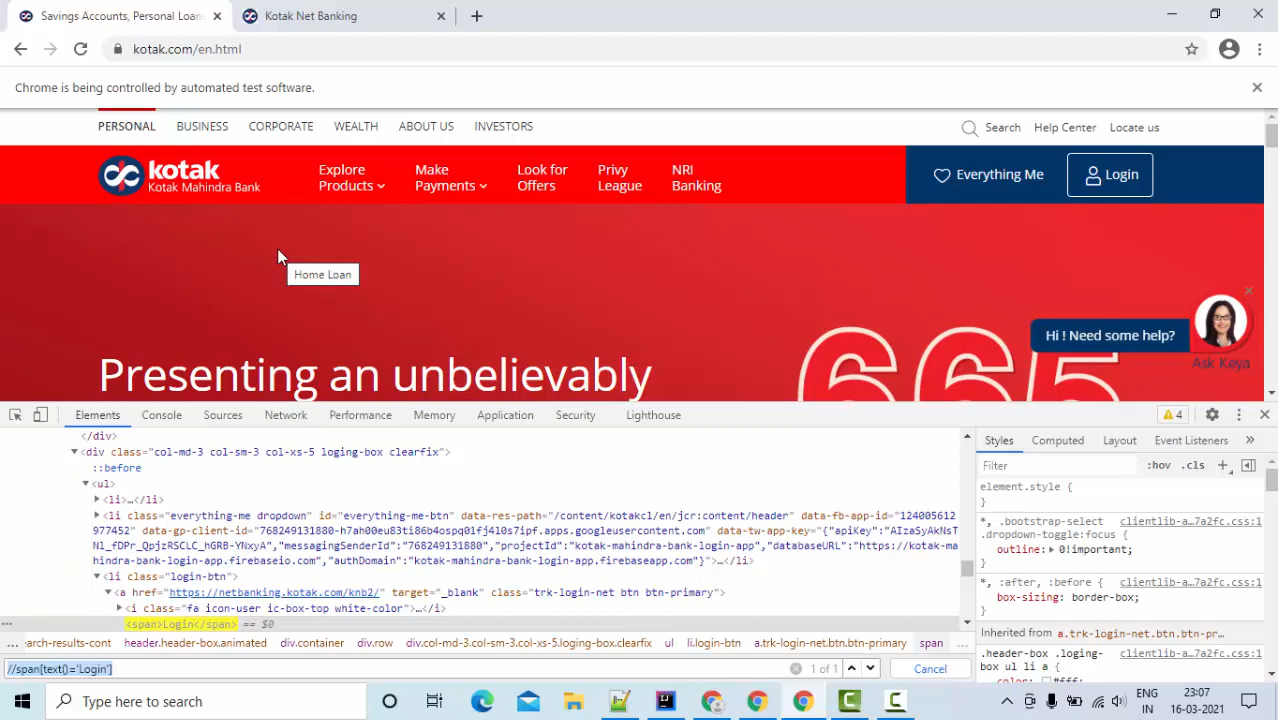 Savings Accounts, Personal Loans
Kotak Net Banking
kotak.com/en.html
Chrome is being controlled by automated test software.
PERSONAL BUSINESS CORPORATE WEALTH ABOUT US INVESTORS
Search Help Center Locate us
kotak
Kotak Mahindra Bank
Explore Products
Make Payments
Look for Offers
Privy League
NRI Banking
Everything Me
Login
Home Loan
Presenting an unbelievably
665
Hi ! Need some help?
Ask Keya
Elements Console Sources Network Performance Memory Application Security Lighthouse
4
</div>
<div class="col-md-3 col-sm-3 col-xs-5 loging-box clearfix">
::before
<ul>
<li>…</li>
<li class="everything-me dropdown" id="everything-me-btn" data-res-path="/content/kotakcl/en/jcr:content/header" data-fb-app-id="124005612
977452" data-gp-client-id="768249131880-h7ah00eu83ti86b4ospq01fj4l0s7ipf.apps.googleusercontent.com" data-tw-app-key="{"apiKey":"AIzaSyAkNsT
Nl_fDPr_QpjzRSCLC_hGRB-YNxyA","messagingSenderId":"768249131880","projectId":"kotak-mahindra-bank-login-app","databaseURL":"https://kotak-ma
hindra-bank-login-app.firebaseio.com","authDomain":"kotak-mahindra-bank-login-app.firebaseapp.com"}">…</li>
<li class="login-btn">
<a href="https://netbanking.kotak.com/knb2/" target="_blank" class="trk-login-net btn btn-primary">
<i class="fa icon-user ic-box-top white-color">…</i>
<span>Login</span> == $0
... earch-results-cont header.header-box.animated div.container div.row div.col-md-3.col-sm-3.col-xs-5.loging-box.clearfix ul li.login-btn a.trk-login-net.btn.btn-primary span ...
//span[text()='Login']
1 of 1
Cancel
Styles Computed Layout Event Listeners »
Filter
:hov .cls +
element.style {
}
*, .bootstrap-select clientlib-a…7a2fc.css:1
.dropdown-toggle:focus {
outline: 0!important;
}
*, :after, :before { clientlib-a…7a2fc.css:1
box-sizing: border-box;
}
Inherited from a.trk-login-net.btn.btn-pr…
.header-box .loging- clientlib-a…7a2fc.css:1
box ul li a {
color: #fff;
Type here to search
ENG
IN
23:07
16-03-2021